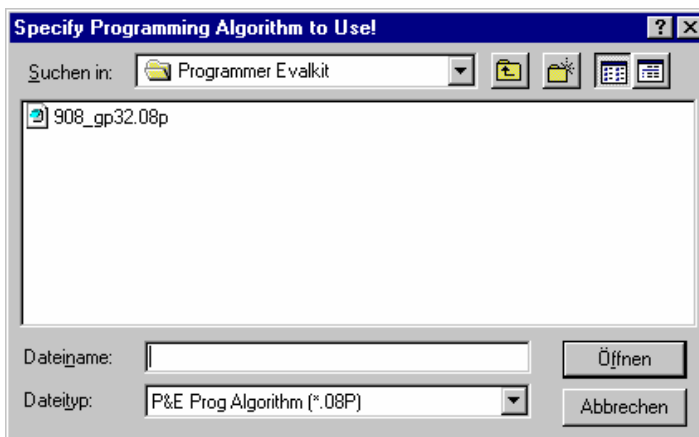 Specify Programming Algorithm to Use!
Suchen in: Programmer Evalkit
908_gp32.08p
Dateiname: Öffnen
Dateityp: P&E Prog Algorithm (*.08P) Abbrechen